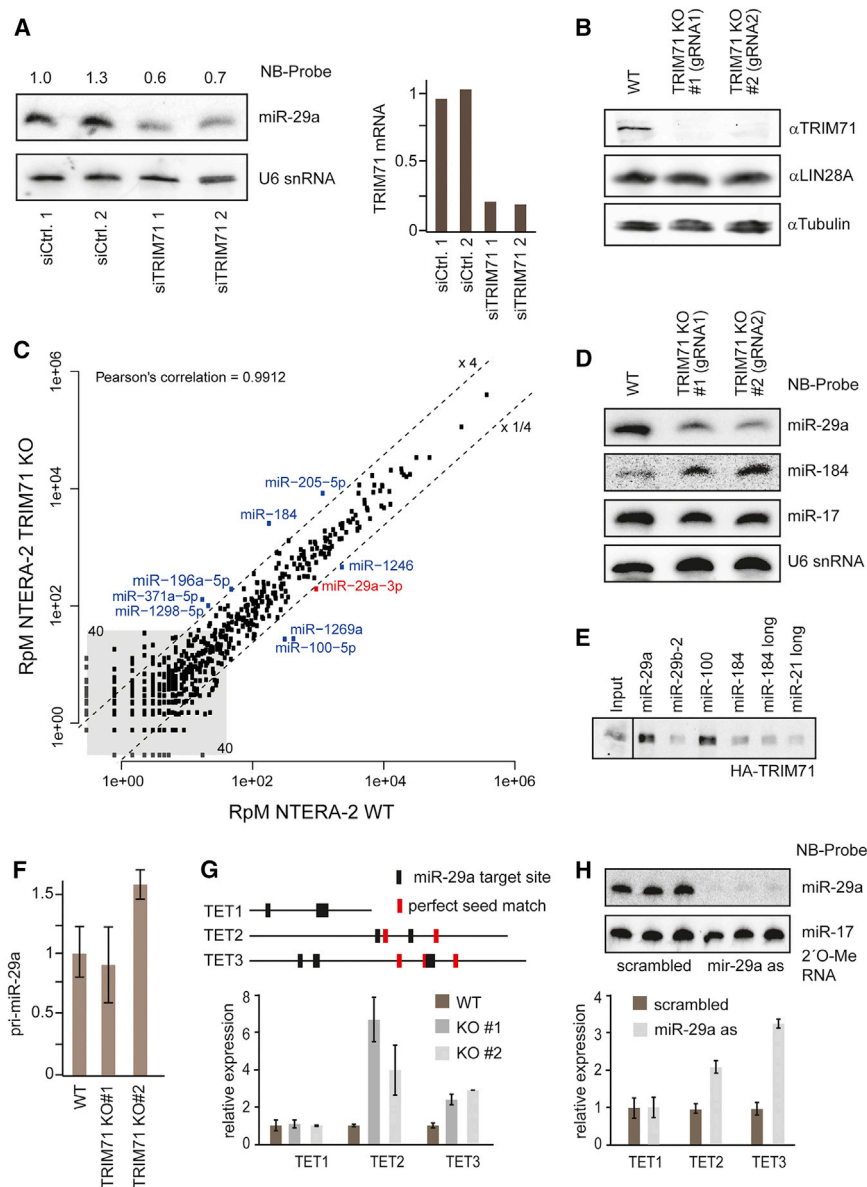 A
1.0 1.3 0.6 0.7 NB-Probe
miR-29a
U6 snRNA
siCtrl. 1
siCtrl. 2
siTRIM71 1
siTRIM71 2
TRIM71 mRNA
1
0.5
0
siCtrl. 1
siCtrl. 2
siTRIM71 1
siTRIM71 2
B
WT
TRIM71 KO
#1 (gRNA1)
TRIM71 KO
#2 (gRNA2)
αTRIM71
αLIN28A
αTubulin
C
Pearson's correlation = 0.9912
x 4
x 1/4
miR-205-5p
miR-184
miR-196a-5p
miR-371a-5p
miR-1298-5p
miR-1246
miR-29a-3p
miR-1269a
miR-100-5p
40
40
RpM NTERA-2 TRIM71 KO
1e+06
1e+04
1e+02
1e+00
1e+00 1e+02 1e+04 1e+06
RpM NTERA-2 WT
D
WT
TRIM71 KO
#1 (gRNA1)
TRIM71 KO
#2 (gRNA2)
NB-Probe
miR-29a
miR-184
miR-17
U6 snRNA
E
Input
miR-29a
miR-29b-2
miR-100
miR-184
miR-184 long
miR-21 long
HA-TRIM71
F
pri-miR-29a
1.5
1
0.5
0
WT
TRIM71 KO#1
TRIM71 KO#2
G
miR-29a target site
perfect seed match
TET1
TET2
TET3
relative expression
8
6
4
2
0
WT
KO #1
KO #2
TET1 TET2 TET3
H
NB-Probe
miR-29a
miR-17
scrambled mir-29a as
2´O-Me
RNA
relative expression
4
3
2
1
0
scrambled
miR-29a as
TET1 TET2 TET3